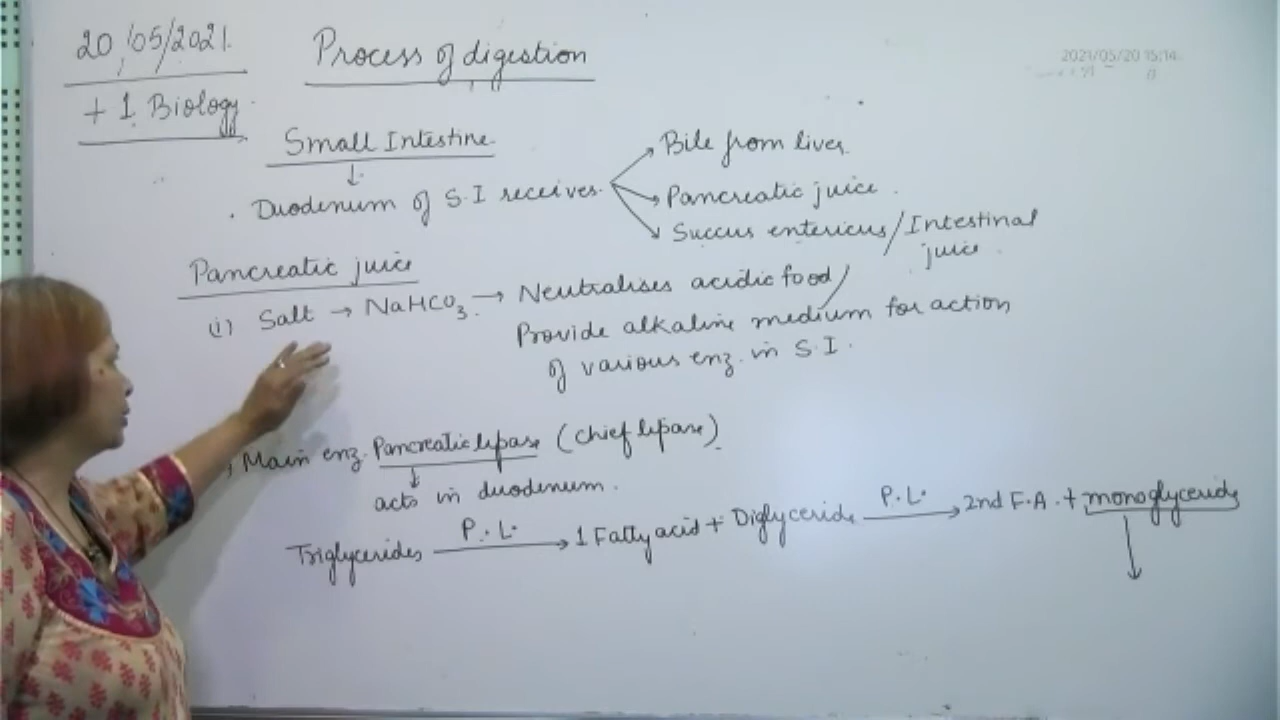 20/05/2021
+1 Biology
Process of digestion
2021/05/20 15:14
Small Intestine
↓
Duodenum of S.I receives
Bile from liver
Pancreatic juice
Succus entericus/Intestinal
juice
Pancreatic juice
(i) Salt → NaHCO3 → Neutralises acidic food/
Provide alkaline medium for action
of various enz. in S.I.
Main enz. Pancreatic lipase (chief lipase)
↓
acts in duodenum.
Triglycerides P.L. → 1 Fatty acid + Diglyceride P.L. → 2nd F.A. + monoglyceride
↓